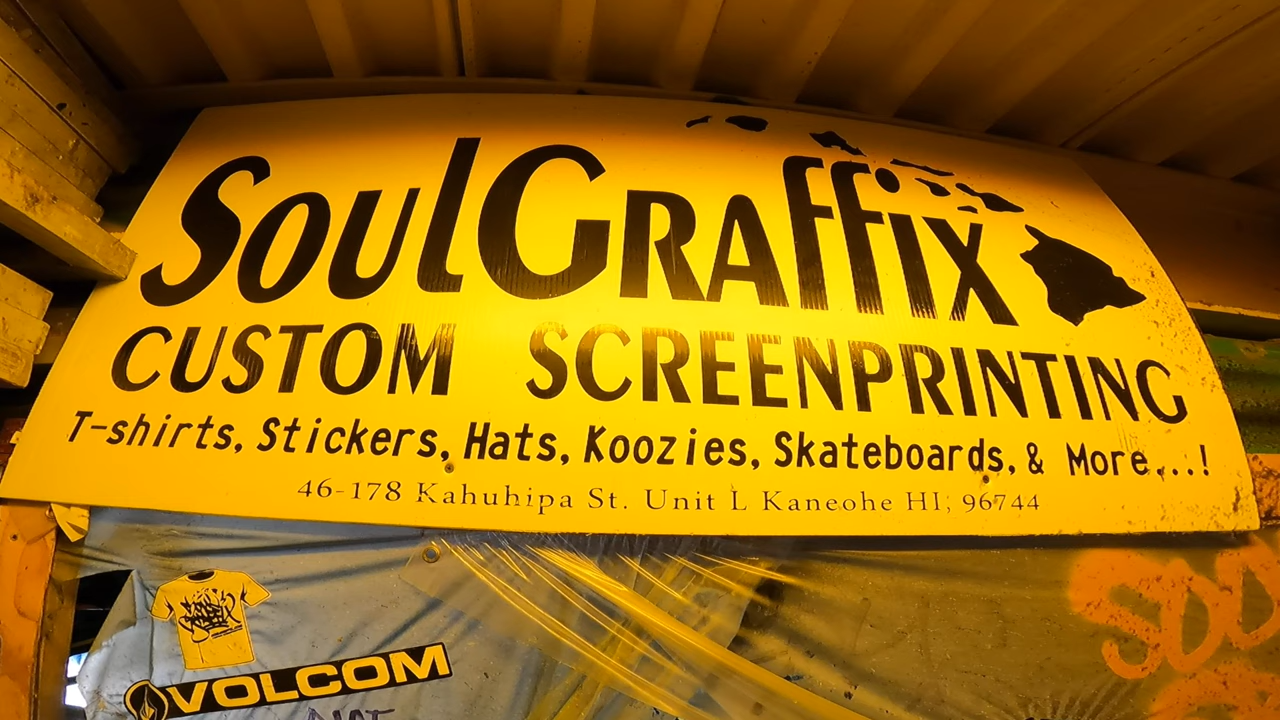 SoulGraffix
CUSTOM SCREENPRINTING
T-shirts, Stickers, Hats, Koozies, Skateboards, & More...!
46-178 Kahuhipa St. Unit L Kaneohe HI, 96744
VOLCOM